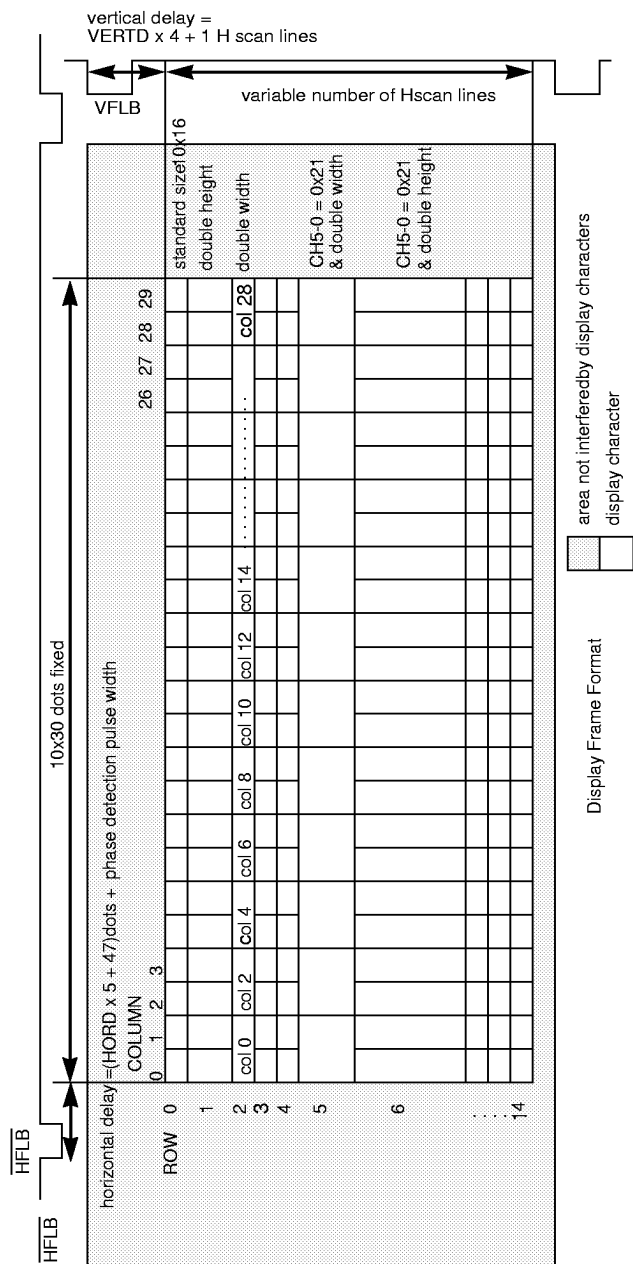 vertical delay =
VERTD x 4 + 1 H scan lines
VFLB
variable number of Hscan lines
HFLB
HFLB
10x30 dots fixed
horizontal delay =(HORD x 5 + 47)dots + phase detection pulse width
COLUMN
0 1 2 3 26 27 28 29
ROW
0 standard size10x16
1 double height
2 col 0 col 2 col 4 col 6 col 8 col 10 col 12 col 14 . . . . . . . . . . . . col 28 double width
3
4
5 CH5-0 = 0x21
& double width
6 CH5-0 = 0x21
& double height
. . . . .
14
area not interferedby display characters
display character
Display Frame Format